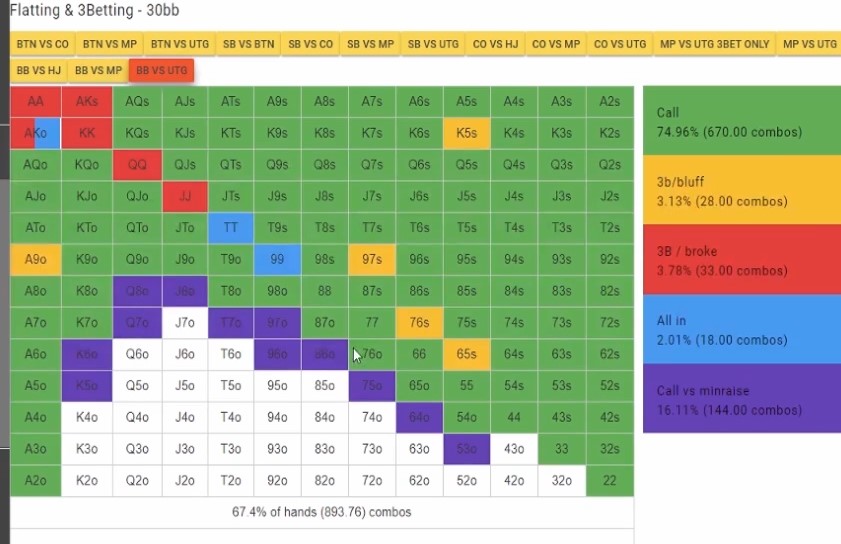 Flatting & 3Betting - 30bb
BTN VS CO BTN VS MP BTN VS UTG SB VS BTN SB VS CO SB VS MP SB VS UTG CO VS HJ CO VS MP CO VS UTG MP VS UTG 3BET ONLY MP VS UTG
BB VS HJ BB VS MP BB VS UTG
AA AKs AQs AJs ATs A9s A8s A7s A6s A5s A4s A3s A2s
AKo KK KQs KJs KTs K9s K8s K7s K6s K5s K4s K3s K2s
AQo KQo QQ QJs QTs Q9s Q8s Q7s Q6s Q5s Q4s Q3s Q2s
AJo KJo QJo JJ JTs J9s J8s J7s J6s J5s J4s J3s J2s
ATo KTo QTo JTo TT T9s T8s T7s T6s T5s T4s T3s T2s
A9o K9o Q9o J9o T9o 99 98s 97s 96s 95s 94s 93s 92s
A8o K8o Q8o J8o T8o 98o 88 87s 86s 85s 84s 83s 82s
A7o K7o Q7o J7o T7o 97o 87o 77 76s 75s 74s 73s 72s
A6o K6o Q6o J6o T6o 96o 86o 76o 66 65s 64s 63s 62s
A5o K5o Q5o J5o T5o 95o 85o 75o 65o 55 54s 53s 52s
A4o K4o Q4o J4o T4o 94o 84o 74o 64o 54o 44 43s 42s
A3o K3o Q3o J3o T3o 93o 83o 73o 63o 53o 43o 33 32s
A2o K2o Q2o J2o T2o 92o 82o 72o 62o 52o 42o 32o 22
67.4% of hands (893.76) combos
Call
74.96% (670.00 combos)
3b/bluff
3.13% (28.00 combos)
3B / broke
3.78% (33.00 combos)
All in
2.01% (18.00 combos)
Call vs minraise
16.11% (144.00 combos)